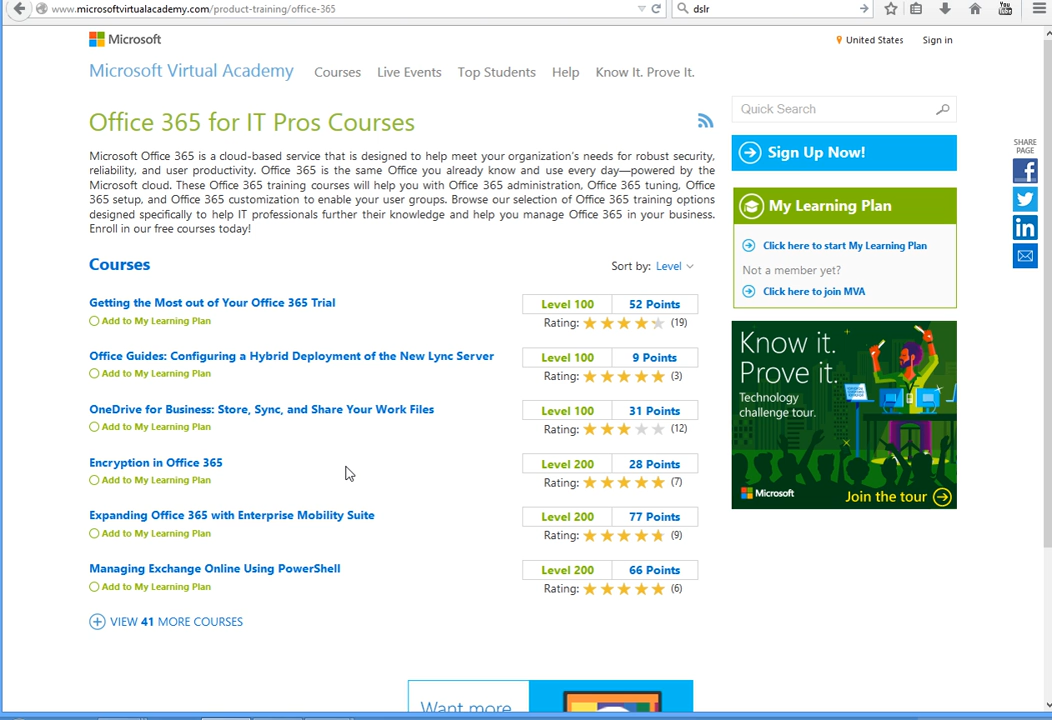 www.microsoftvirtualacademy.com/product-training/office-365
dslr
Microsoft
United States
Sign in
Microsoft Virtual Academy
Courses
Live Events
Top Students
Help
Know It. Prove It.
Office 365 for IT Pros Courses
Microsoft Office 365 is a cloud-based service that is designed to help meet your organization's needs for robust security,
reliability, and user productivity. Office 365 is the same Office you already know and use every day—powered by the
Microsoft cloud. These Office 365 training courses will help you with Office 365 administration, Office 365 tuning, Office
365 setup, and Office 365 customization to enable your user groups. Browse our selection of Office 365 training options
designed specifically to help IT professionals further their knowledge and help you manage Office 365 in your business.
Enroll in our free courses today!
Courses
Sort by: Level
Getting the Most out of Your Office 365 Trial
Level 100
52 Points
Add to My Learning Plan
Rating: (19)
Office Guides: Configuring a Hybrid Deployment of the New Lync Server
Level 100
9 Points
Add to My Learning Plan
Rating: (3)
OneDrive for Business: Store, Sync, and Share Your Work Files
Level 100
31 Points
Add to My Learning Plan
Rating: (12)
Encryption in Office 365
Level 200
28 Points
Add to My Learning Plan
Rating: (7)
Expanding Office 365 with Enterprise Mobility Suite
Level 200
77 Points
Add to My Learning Plan
Rating: (9)
Managing Exchange Online Using PowerShell
Level 200
66 Points
Add to My Learning Plan
Rating: (6)
VIEW 41 MORE COURSES
Quick Search
Sign Up Now!
My Learning Plan
Click here to start My Learning Plan
Not a member yet?
Click here to join MVA
Know it.
Prove it.
Technology
challenge tour.
Microsoft
Join the tour
SHARE
PAGE
f
in
You
Tube
Want more